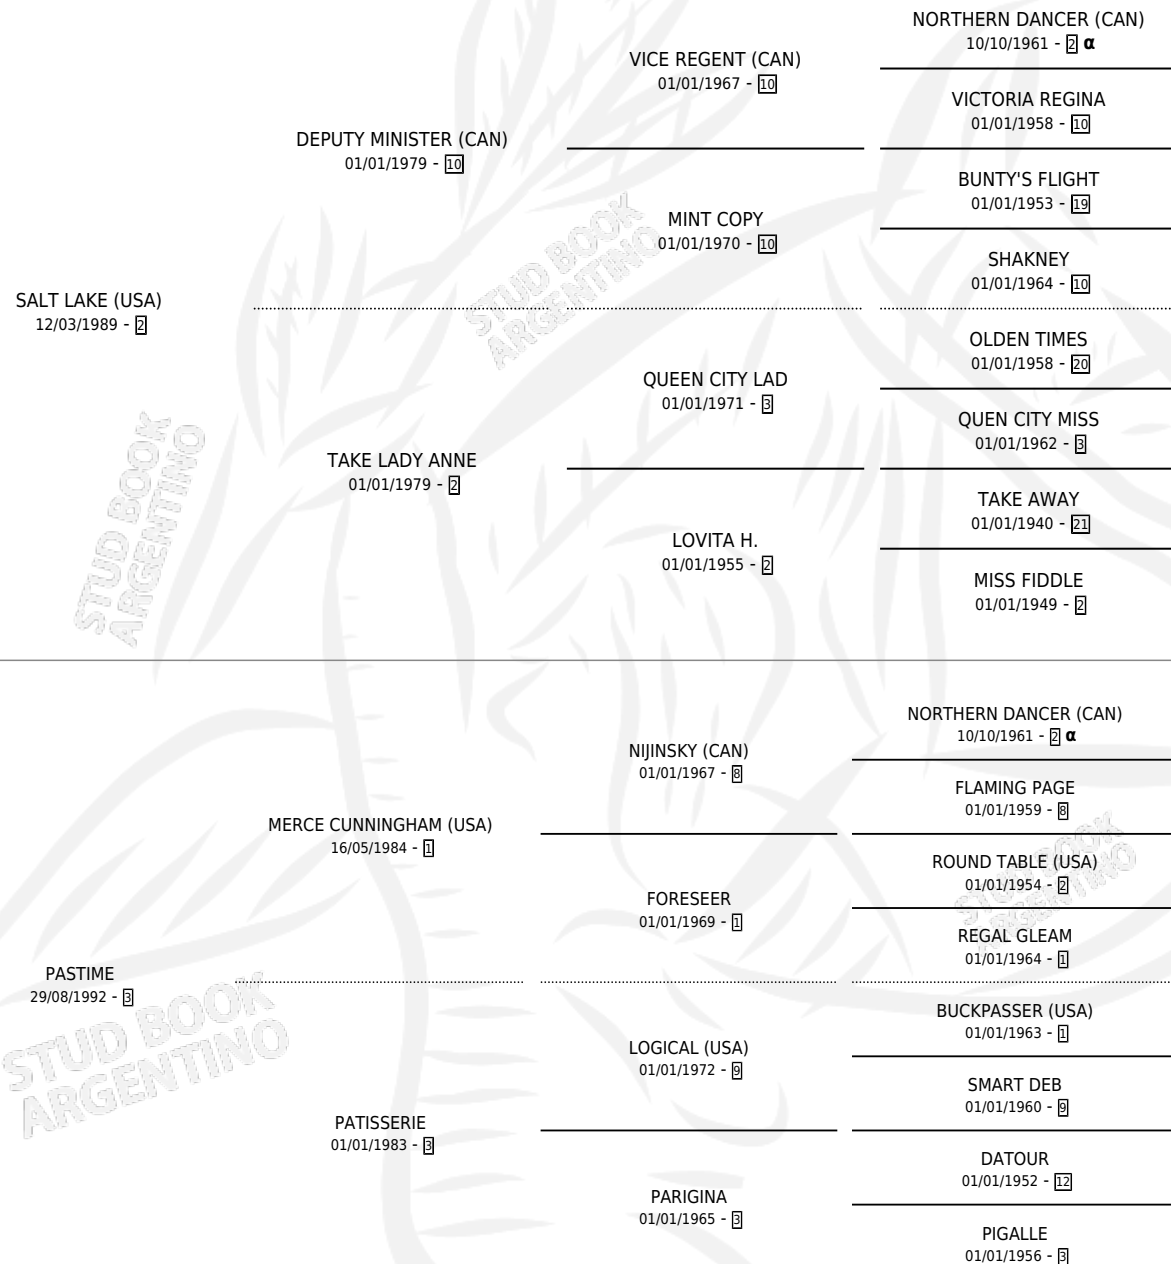 NORTHERN DANCER (CAN)
10/10/1961 - 2 α
VICE REGENT (CAN)
01/01/1967 - 10
VICTORIA REGINA
01/01/1958 - 10
DEPUTY MINISTER (CAN)
01/01/1979 - 10
BUNTY'S FLIGHT
01/01/1953 - 19
MINT COPY
01/01/1970 - 10
SHAKNEY
01/01/1964 - 10
SALT LAKE (USA)
12/03/1989 - 2
OLDEN TIMES
01/01/1958 - 20
QUEEN CITY LAD
01/01/1971 - 3
QUEN CITY MISS
01/01/1962 - 3
TAKE LADY ANNE
01/01/1979 - 2
TAKE AWAY
01/01/1940 - 21
LOVITA H.
01/01/1955 - 2
MISS FIDDLE
01/01/1949 - 2
NORTHERN DANCER (CAN)
10/10/1961 - 2 α
NIJINSKY (CAN)
01/01/1967 - 8
FLAMING PAGE
01/01/1959 - 8
MERCE CUNNINGHAM (USA)
16/05/1984 - 1
ROUND TABLE (USA)
01/01/1954 - 2
FORESEER
01/01/1969 - 1
REGAL GLEAM
01/01/1964 - 1
PASTIME
29/08/1992 - 3
BUCKPASSER (USA)
01/01/1963 - 1
LOGICAL (USA)
01/01/1972 - 9
SMART DEB
01/01/1960 - 9
PATISSERIE
01/01/1983 - 3
DATOUR
01/01/1952 - 12
PARIGINA
01/01/1965 - 3
PIGALLE
01/01/1956 - 3
STUD BOOK
ARGENTINO
STUD BOOK
ARGENTINO
STUD BOOK
ARGENTINO
STUD BOOK
ARGENTINO